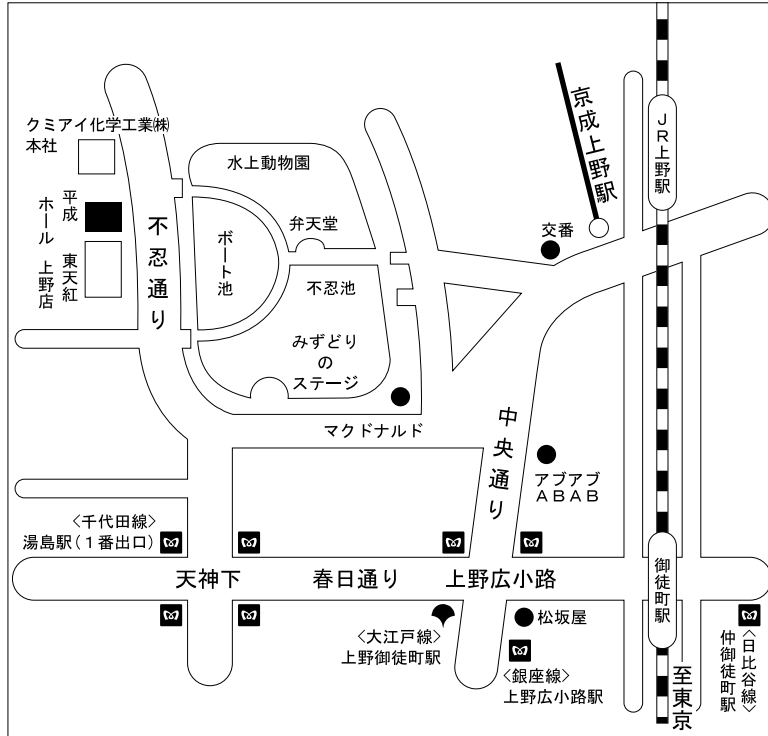 クミアイ化学工業㈱
本社
平成
ホール
東天紅
上野店
不忍通り
水上動物園
弁天堂
ボート池
不忍池
みずどり
の
ステージ
マクドナルド
京成上野駅
交番
JR上野駅
中央通り
アブアブ
ABAB
〈千代田線〉
湯島駅(1番出口)
天神下
春日通り
上野広小路
御徒町駅
〈大江戸線〉
上野御徒町駅
松坂屋
〈銀座線〉
上野広小路駅
至東京
〈日比谷線〉
仲御徒町駅